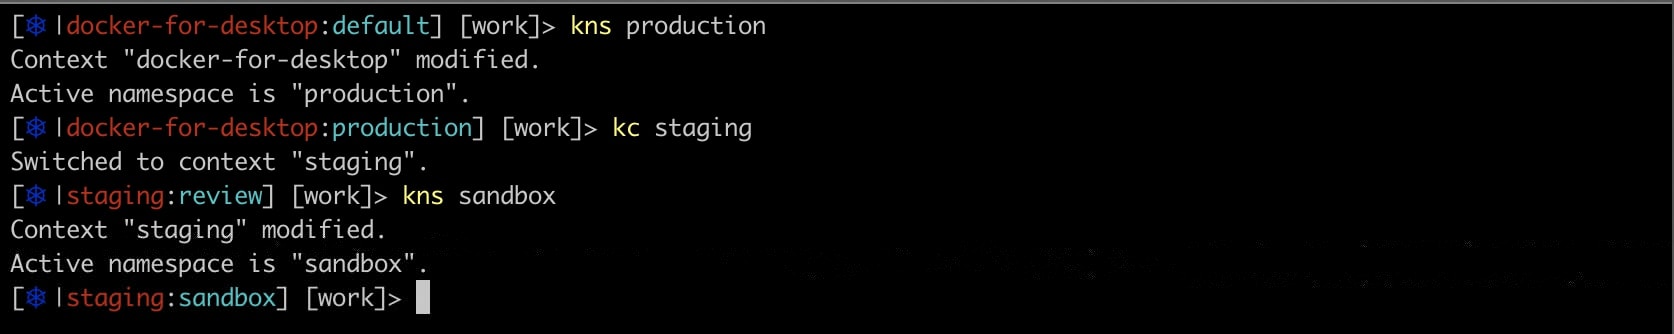 [⎈ |docker-for-desktop:default] [work]> kns production
Context "docker-for-desktop" modified.
Active namespace is "production".
[⎈ |docker-for-desktop:production] [work]> kc staging
Switched to context "staging".
[⎈ |staging:review] [work]> kns sandbox
Context "staging" modified.
Active namespace is "sandbox".
[⎈ |staging:sandbox] [work]>